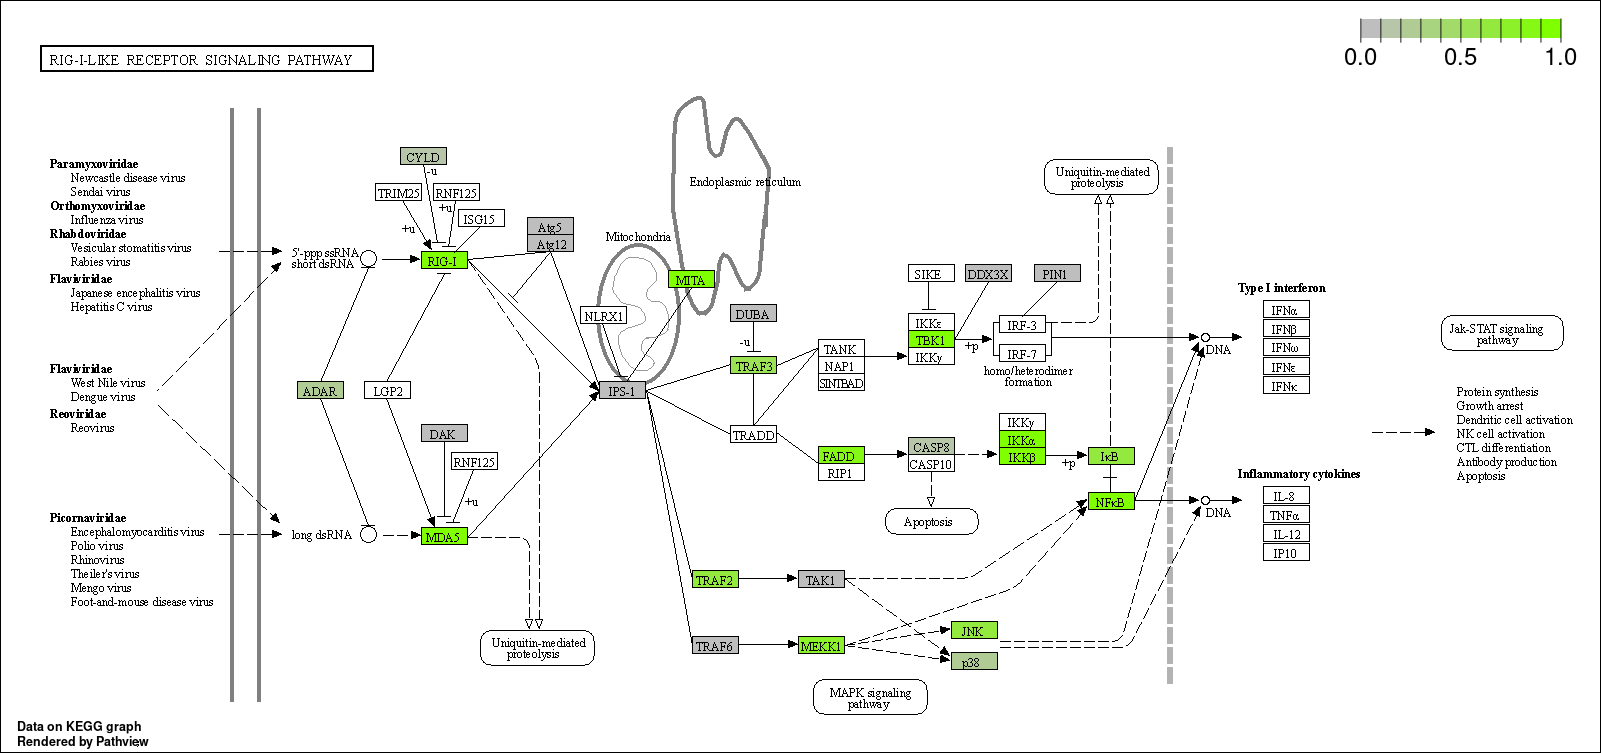 RIG-I-LIKE RECEPTOR SIGNALING PATHWAY
0.0 0.5 1.0
Paramyxoviridae
Newcastle disease virus
Sendai virus
Orthomyxoviridae
Influenza virus
Rhabdoviridae
Vesicular stomatitis virus
Rabies virus
Flaviviridae
Japanese encephalitis virus
Hepatitis C virus
Flaviviridae
West Nile virus
Dengue virus
Reoviridae
Reovirus
Picornaviridae
Encephalomyocarditis virus
Polio virus
Rhinovirus
Theiler's virus
Mengo virus
Foot-and-mouse disease virus
5'-ppp ssRNA
short dsRNA
long dsRNA
ADAR
CYLD
-u
TRIM25
RNF125
+u
+u
ISG15
RIG-I
Atg5
Atg12
LGP2
DAK
RNF125
+u
MDA5
Uniquitin-mediated
proteolysis
Mitochondria
Endoplasmic reticulum
MITA
NLRX1
IPS-1
DUBA
-u
TRAF3
TRADD
TANK
NAP1
SINTBAD
FADD
RIP1
TRAF2
TAK1
TRAF6
MEKK1
MAPK signaling
pathway
SIKE
DDX3X
PIN1
IKKε
TBK1
IKKγ
+p
IRF-3
IRF-7
homo/heterodimer
formation
Uniquitin-mediated
proteolysis
CASP8
CASP10
Apoptosis
IKKγ
IKKα
IKKβ
+p
IκB
NFκB
JNK
p38
DNA
DNA
Type I interferon
IFNα
IFNβ
IFNω
IFNε
IFNκ
Inflammatory cytokines
IL-8
TNFα
IL-12
IP10
Jak-STAT signaling
pathway
Protein synthesis
Growth arrest
Dendritic cell activation
NK cell activation
CTL differentiation
Antibody production
Apoptosis
Data on KEGG graph
Rendered by Pathview